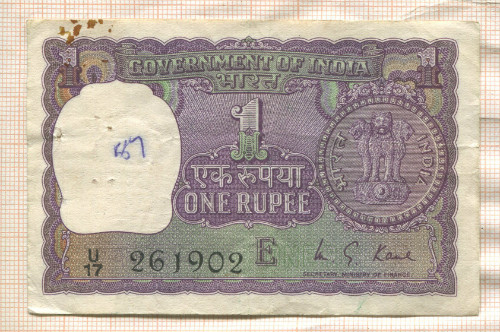 1 1
GOVERNMENT OF INDIA
भारत
1
एक रुपया
ONE RUPEE
भारत INDIA
U/17 261902 E
SECRETARY, MINISTRY OF FINANCE